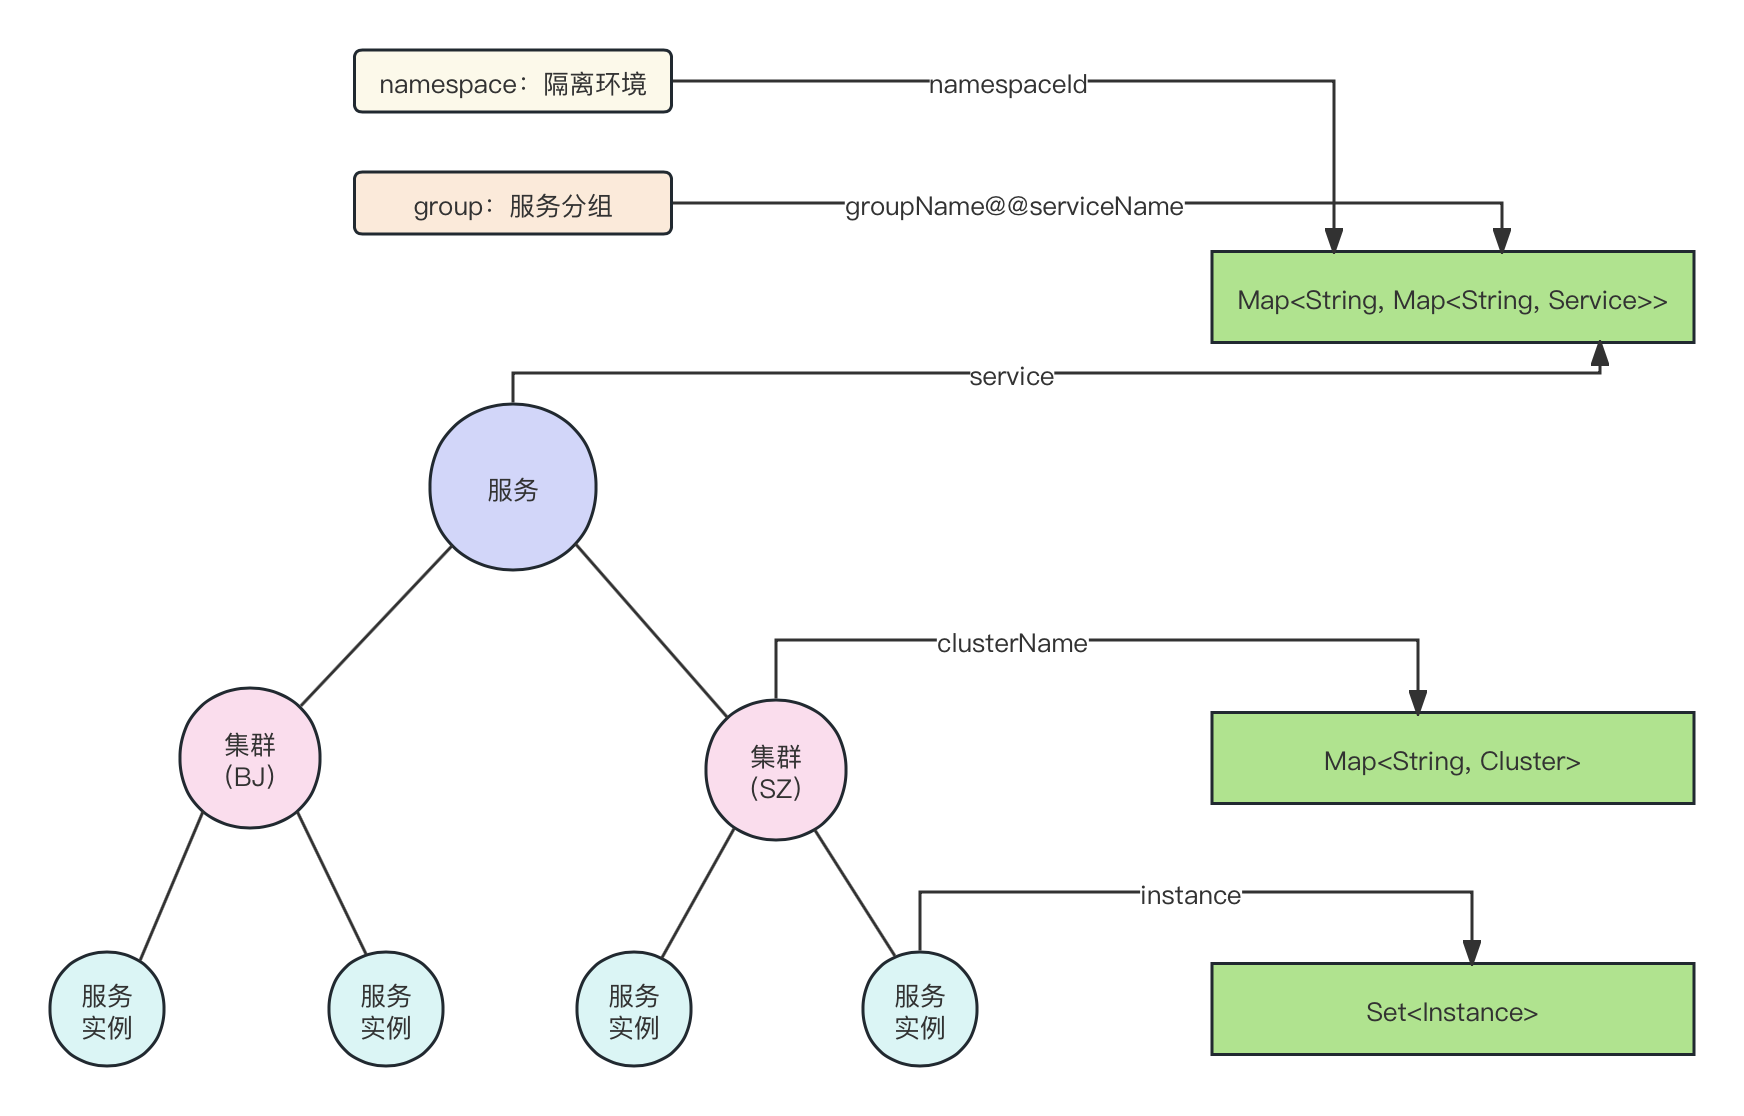 namespace：隔离环境
namespaceId
group：服务分组
groupName@@serviceName
Map<String, Map<String, Service>>
service
服务
clusterName
集群
(BJ)
集群
(SZ)
Map<String, Cluster>
instance
服务
实例
服务
实例
服务
实例
服务
实例
Set<Instance>